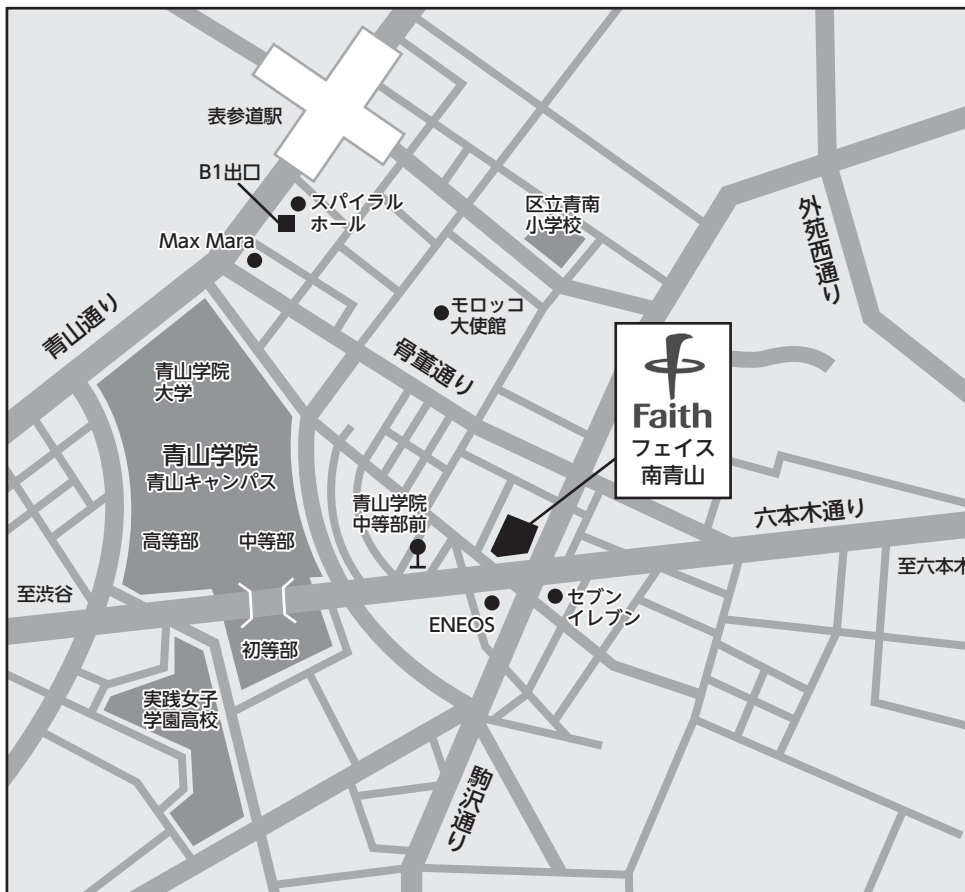 表参道駅
B1出口
スパイラル
ホール
Max Mara
区立青南
小学校
外苑西通り
青山通り
モロッコ
大使館
骨董通り
Faith
フェイス
南青山
青山学院
大学
青山学院
青山キャンパス
高等部
中等部
青山学院
中等部前
六本木通り
至渋谷
至六本木
ENEOS
セブン
イレブン
初等部
実践女子
学園高校
駒沢通り